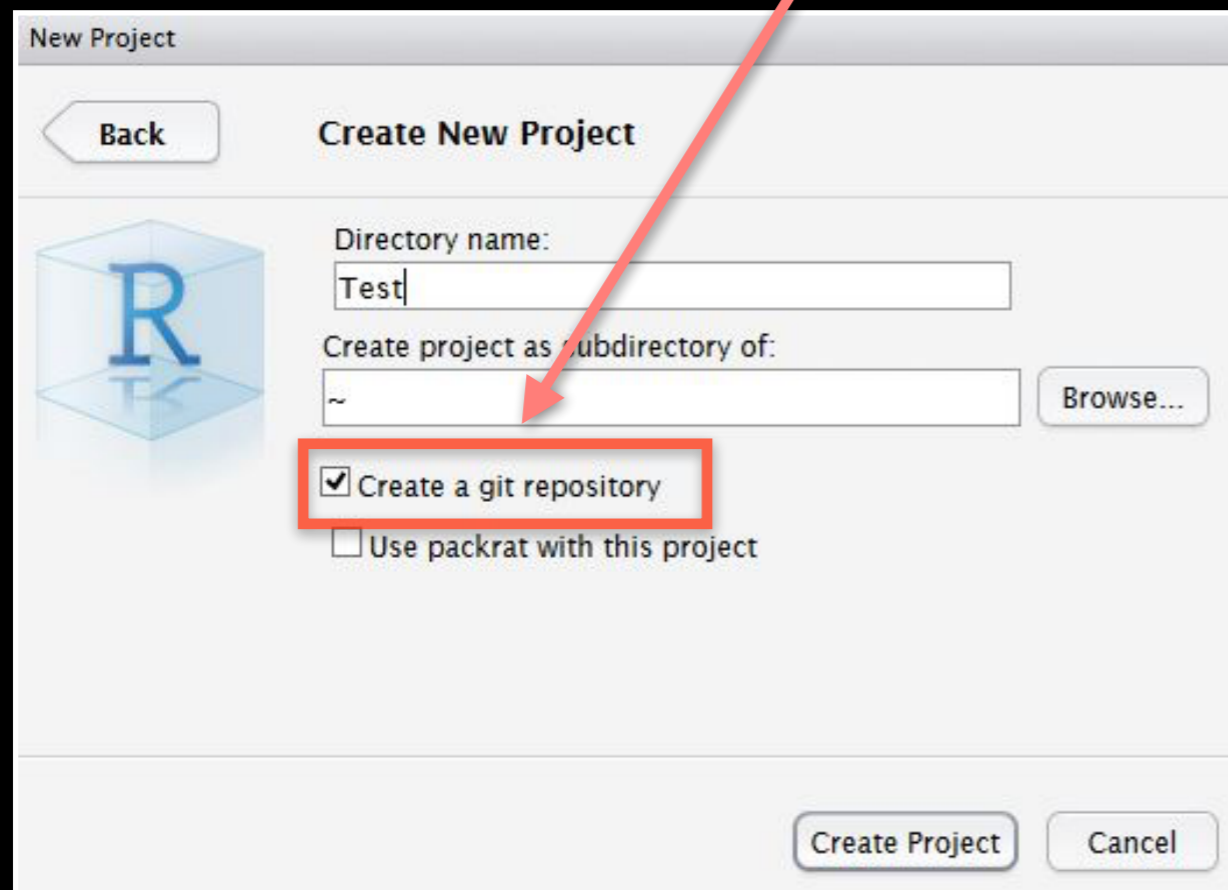 New Project
Back
Create New Project
R
Directory name:
Test
Create project as subdirectory of:
~
Browse...
Create a git repository
Use packrat with this project
Create Project
Cancel